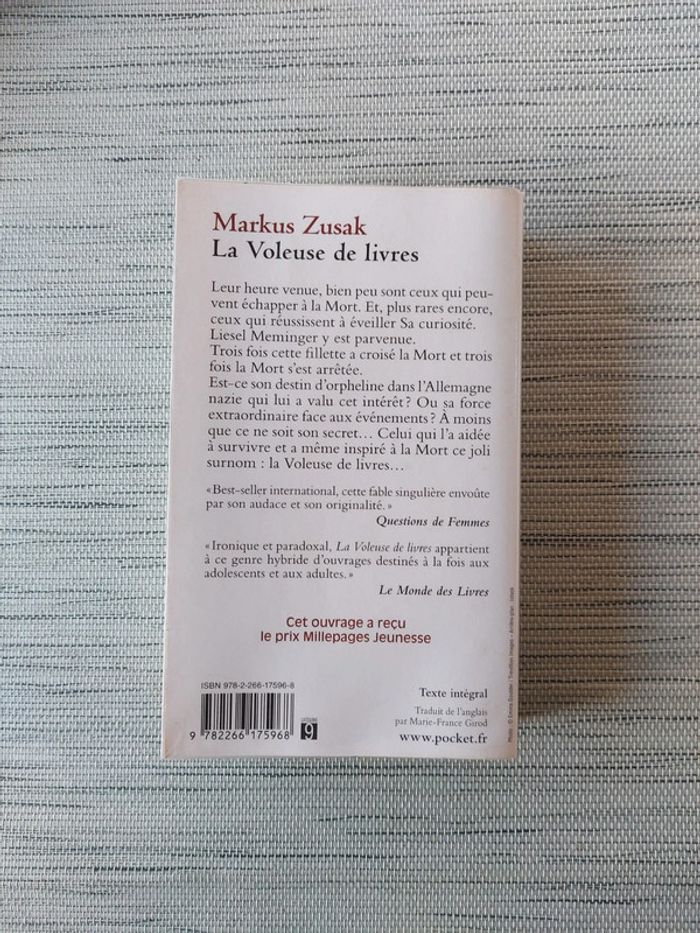 Markus Zusak
La Voleuse de livres
Leur heure venue, bien peu sont ceux qui peu-
vent échapper à la Mort. Et, plus rares encore,
ceux qui réussissent à éveiller Sa curiosité.
Liesel Meminger y est parvenue.
Trois fois cette fillette a croisé la Mort et trois
fois la Mort s'est arrêtée.
Est-ce son destin d'orpheline dans l'Allemagne
nazie qui lui a valu cet intérêt ? Ou sa force
extraordinaire face aux événements ? À moins
que ce ne soit son secret… Celui qui l'a aidée
à survivre et a même inspiré à la Mort ce joli
surnom : la Voleuse de livres…
« Best-seller international, cette fable singulière envoûte
par son audace et son originalité. »
Questions de Femmes
« Ironique et paradoxal, La Voleuse de livres appartient
à ce genre hybride d'ouvrages destinés à la fois aux
adolescents et aux adultes. »
Le Monde des Livres
Cet ouvrage a reçu
le prix Millepages Jeunesse
ISBN 978-2-266-17596-8
9 782266 175968
9
Texte intégral
Traduit de l'anglais
par Marie-France Girod
www.pocket.fr
Photo : ©